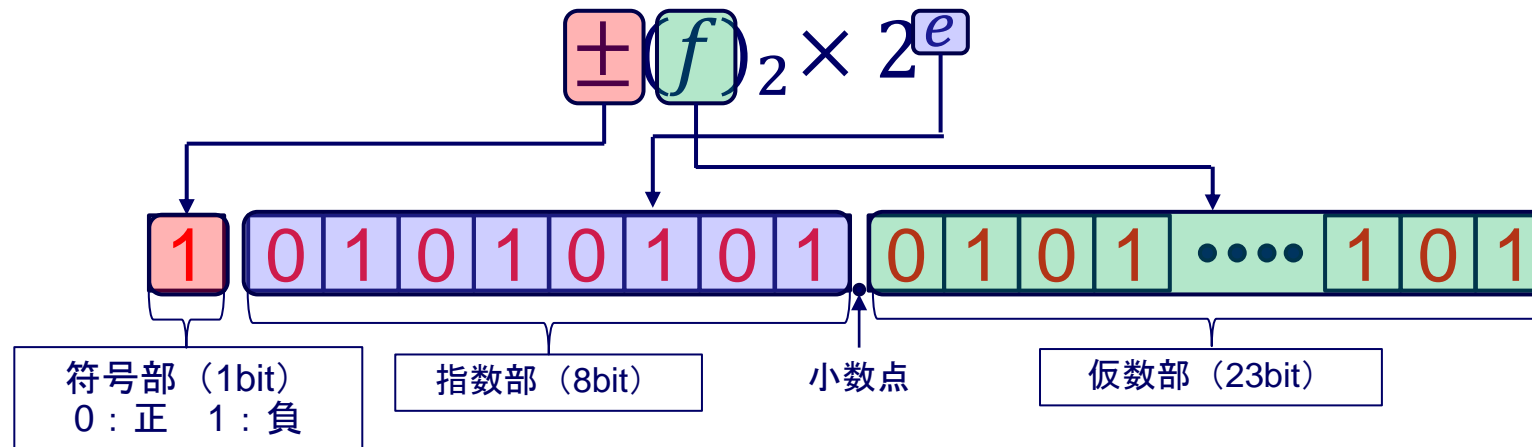 ±(f)₂×2ᵉ
1 0 1 0 1 0 1 0 1 0 1 0 1 •••• 1 0 1
符号部（1bit）
0：正　1：負
指数部（8bit）
小数点
仮数部（23bit）